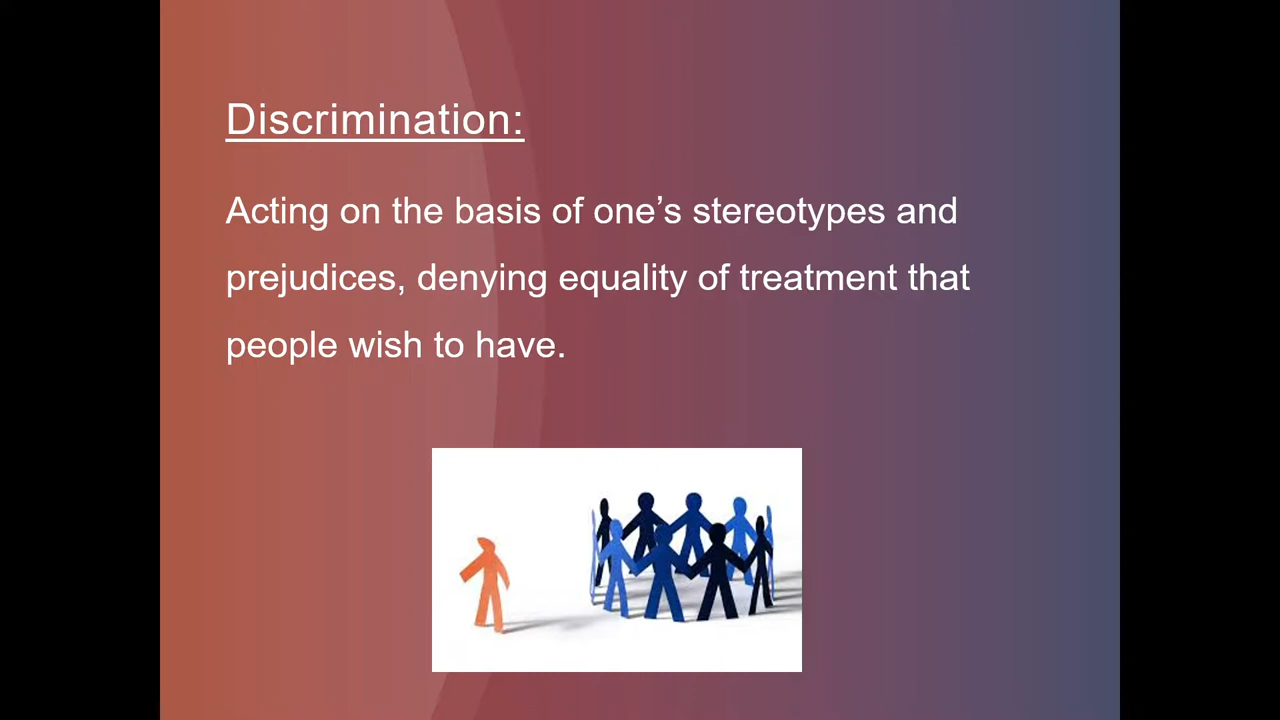 Discrimination:
Acting on the basis of one’s stereotypes and
prejudices, denying equality of treatment that
people wish to have.